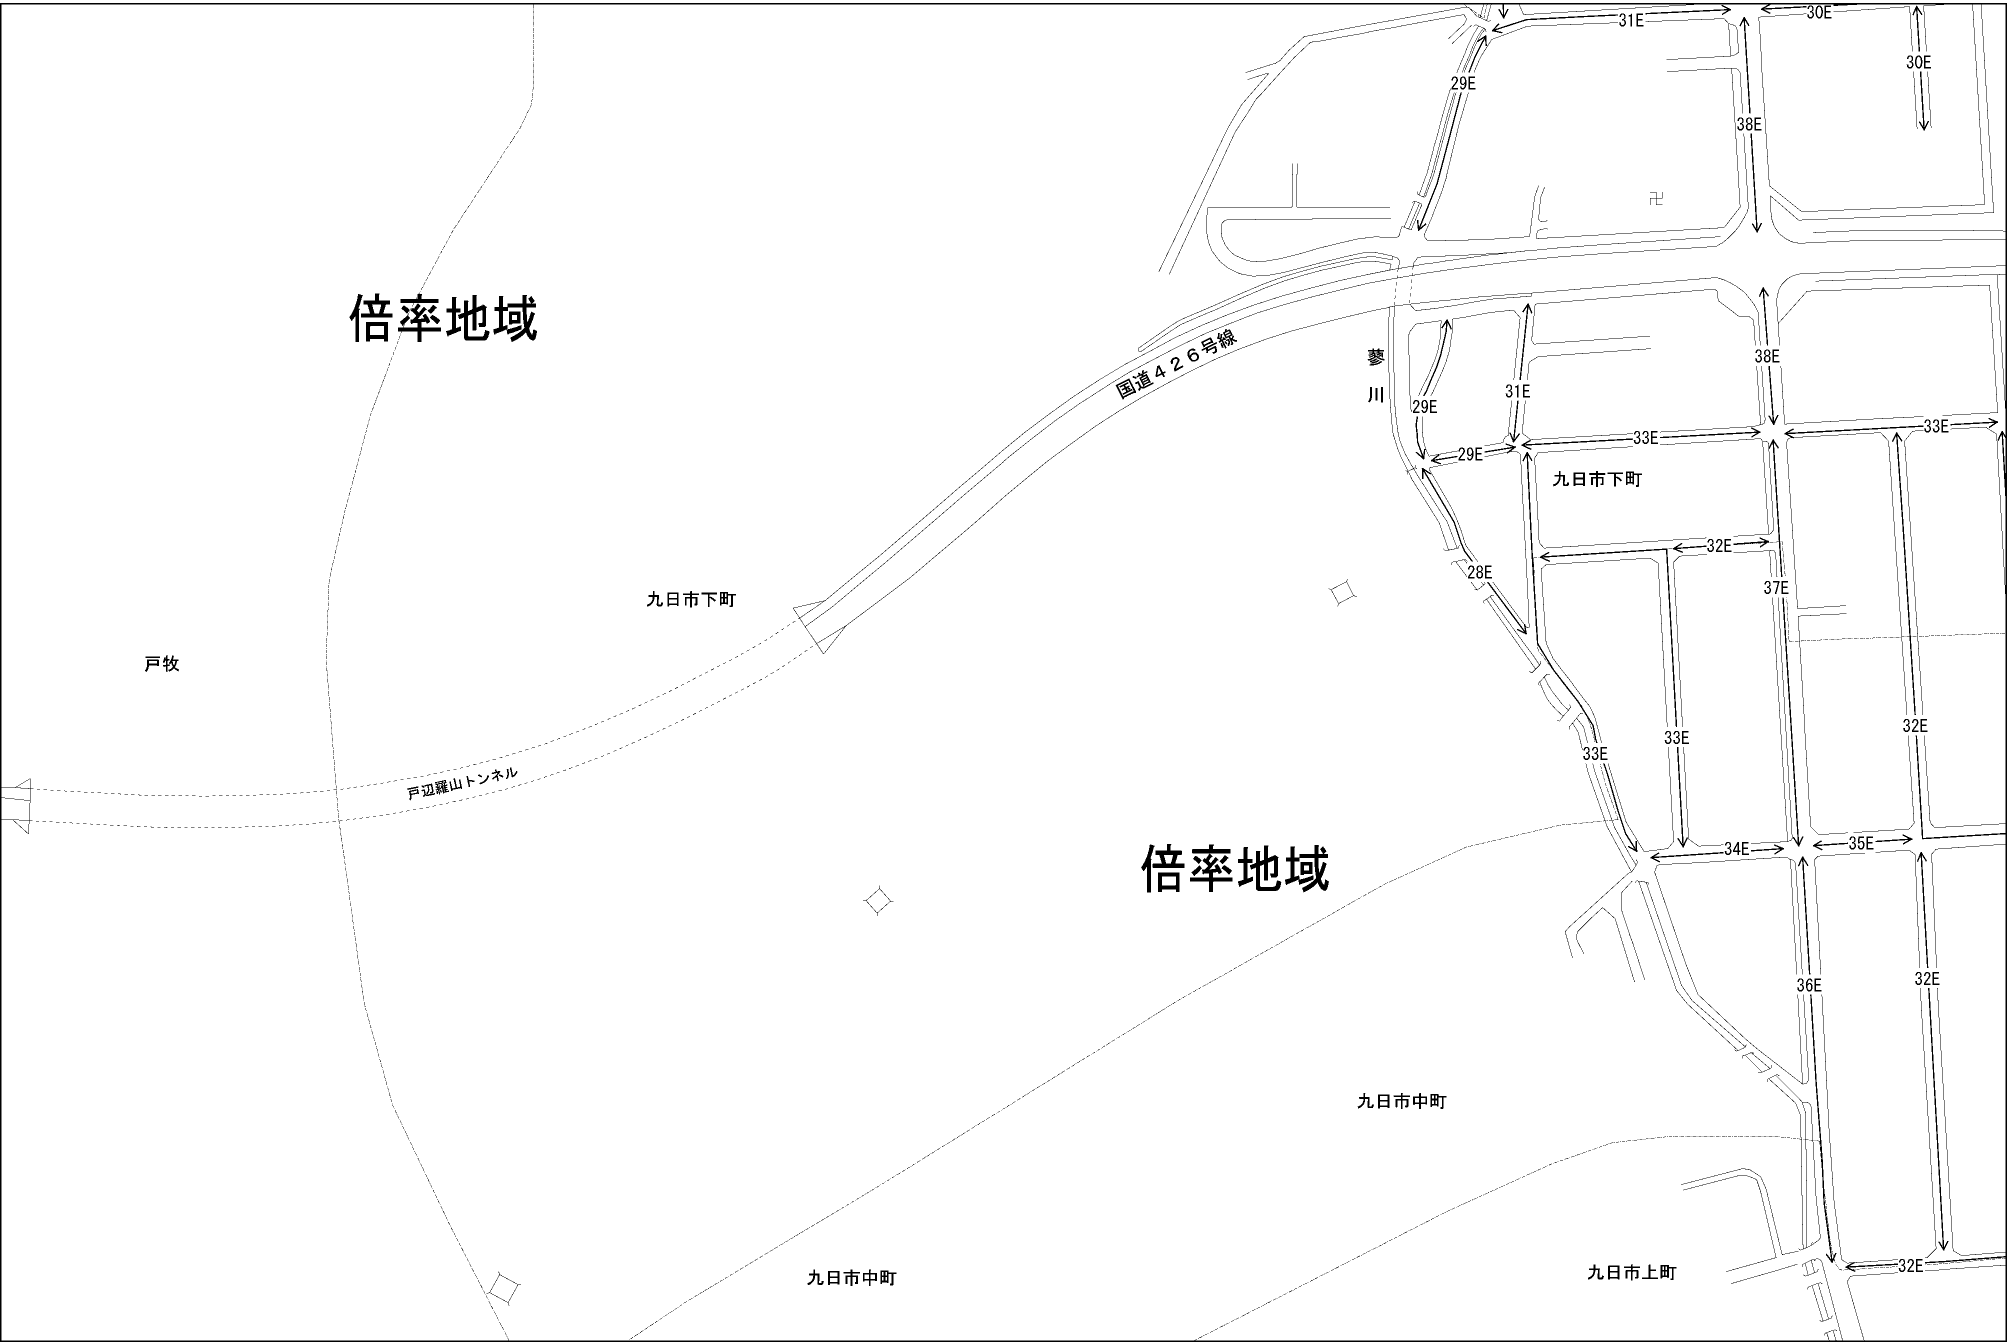 31E
30E
30E
29E
38E
倍率地域
国道426号線
蓼川
38E
31E
29E
33E
33E
29E
九日市下町
32E
28E
37E
九日市下町
戸牧
32E
33E
33E
戸辺羅山トンネル
34E
35E
倍率地域
36E
32E
九日市中町
32E
九日市中町
九日市上町